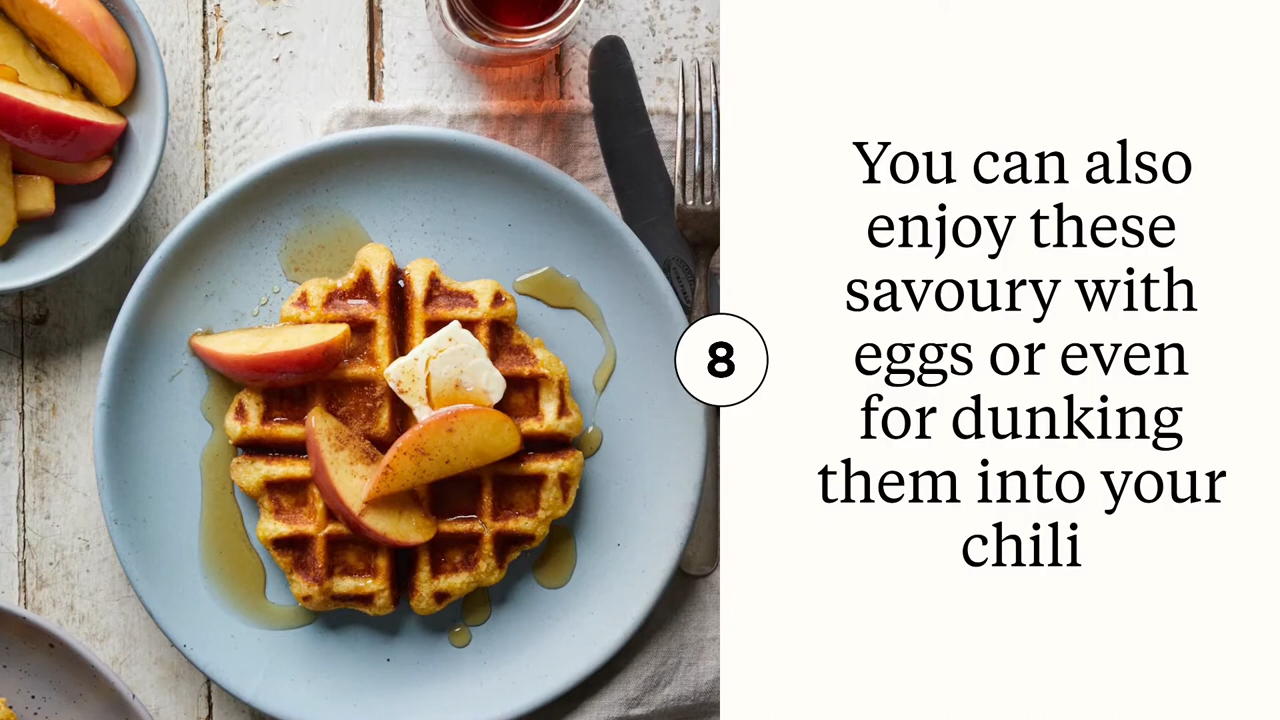 8
You can also
enjoy these
savoury with
eggs or even
for dunking
them into your
chili